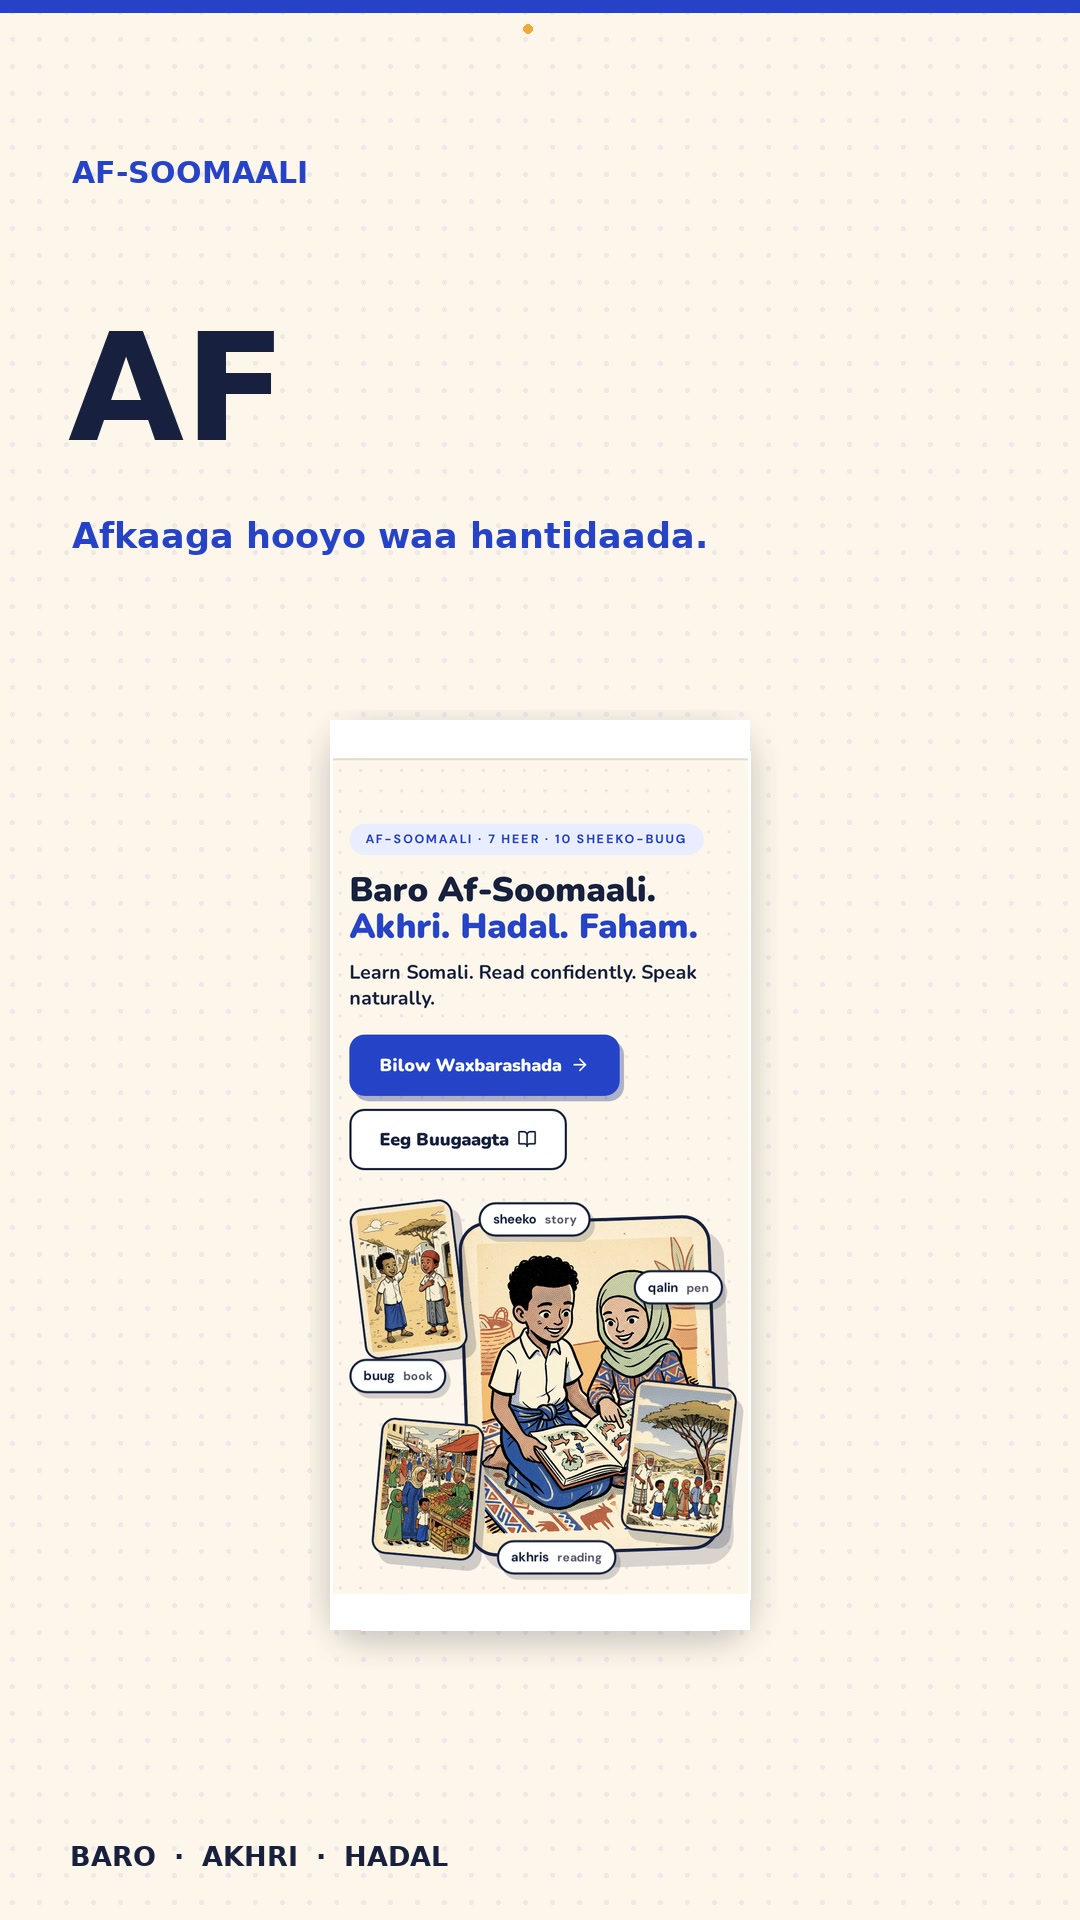 AF-SOOMAALI
AF
Afkaaga hooyo waa hantidaada.
AF-SOOMAALI · 7 HEER · 10 SHEEKO-BUUG
Baro Af-Soomaali.
Akhri. Hadal. Faham.
Learn Somali. Read confidently. Speak
naturally.
Bilow Waxbarashada →
Eeg Buugaagta
sheeko story
qalin pen
buug book
akhris reading
BARO · AKHRI · HADAL